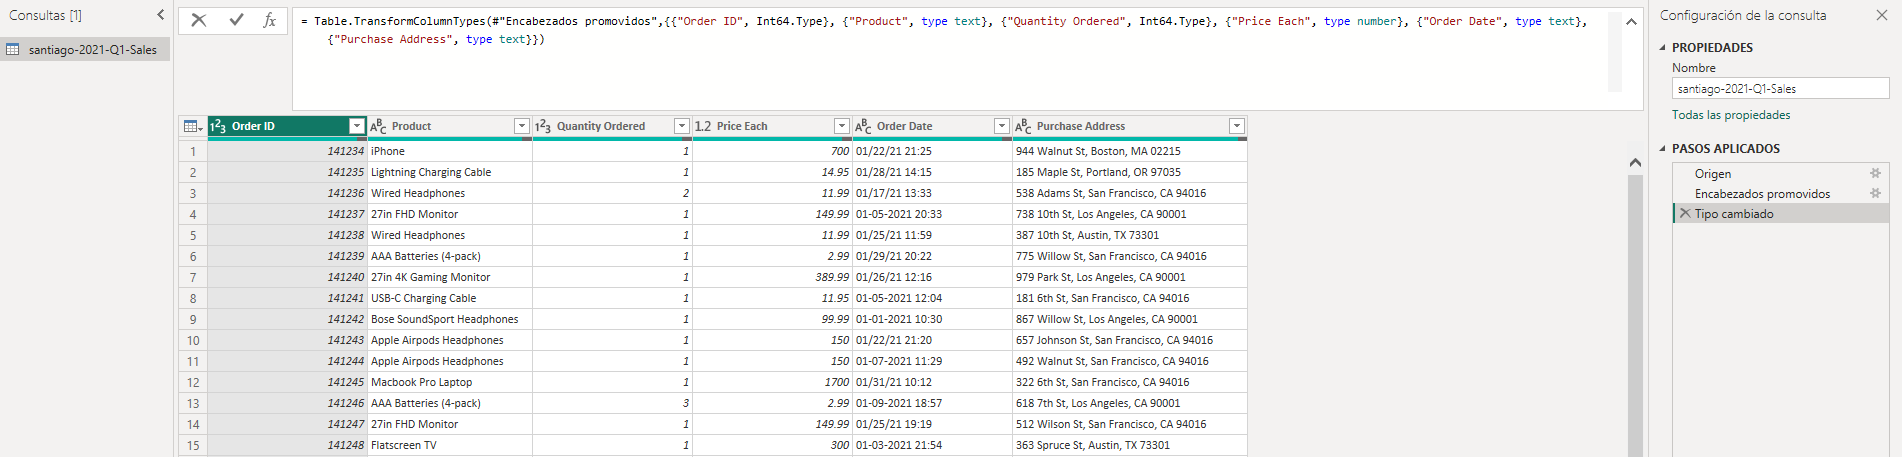 Consultas [1]
santiago-2021-Q1-Sales
fx
= Table.TransformColumnTypes(#"Encabezados promovidos",{{"Order ID", Int64.Type}, {"Product", type text}, {"Quantity Ordered", Int64.Type}, {"Price Each", type number}, {"Order Date", type text},
{"Purchase Address", type text}})
1²3 Order ID ABC Product 1²3 Quantity Ordered 1.2 Price Each ABC Order Date ABC Purchase Address
1 141234 iPhone 1 700 01/22/21 21:25 944 Walnut St, Boston, MA 02215
2 141235 Lightning Charging Cable 1 14.95 01/28/21 14:15 185 Maple St, Portland, OR 97035
3 141236 Wired Headphones 2 11.99 01/17/21 13:33 538 Adams St, San Francisco, CA 94016
4 141237 27in FHD Monitor 1 149.99 01-05-2021 20:33 738 10th St, Los Angeles, CA 90001
5 141238 Wired Headphones 1 11.99 01/25/21 11:59 387 10th St, Austin, TX 73301
6 141239 AAA Batteries (4-pack) 1 2.99 01/29/21 20:22 775 Willow St, San Francisco, CA 94016
7 141240 27in 4K Gaming Monitor 1 389.99 01/26/21 12:16 979 Park St, Los Angeles, CA 90001
8 141241 USB-C Charging Cable 1 11.95 01-05-2021 12:04 181 6th St, San Francisco, CA 94016
9 141242 Bose SoundSport Headphones 1 99.99 01-01-2021 10:30 867 Willow St, Los Angeles, CA 90001
10 141243 Apple Airpods Headphones 1 150 01/22/21 21:20 657 Johnson St, San Francisco, CA 94016
11 141244 Apple Airpods Headphones 1 150 01-07-2021 11:29 492 Walnut St, San Francisco, CA 94016
12 141245 Macbook Pro Laptop 1 1700 01/31/21 10:12 322 6th St, San Francisco, CA 94016
13 141246 AAA Batteries (4-pack) 3 2.99 01-09-2021 18:57 618 7th St, Los Angeles, CA 90001
14 141247 27in FHD Monitor 1 149.99 01/25/21 19:19 512 Wilson St, San Francisco, CA 94016
15 141248 Flatscreen TV 1 300 01-03-2021 21:54 363 Spruce St, Austin, TX 73301
Configuración de la consulta
PROPIEDADES
Nombre
santiago-2021-Q1-Sales
Todas las propiedades
PASOS APLICADOS
Origen
Encabezados promovidos
Tipo cambiado